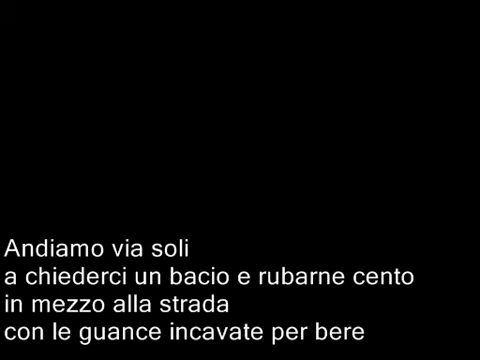 Andiamo via soli
a chiederci un bacio e rubarne cento
in mezzo alla strada
con le guance incavate per bere